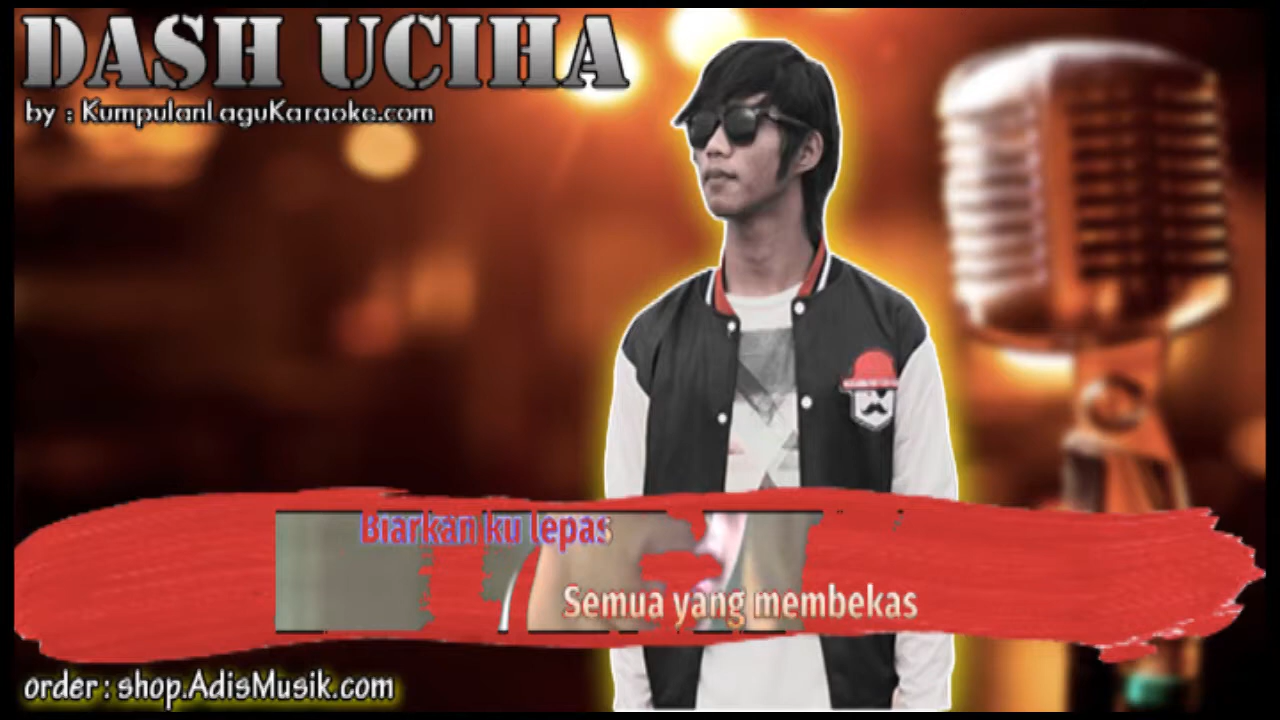 DASH UCIHA
by : KumpulanLaguKaraoke.com
Biarkan ku lepas
Semua yang membekas
order : shop.AdisMusik.com